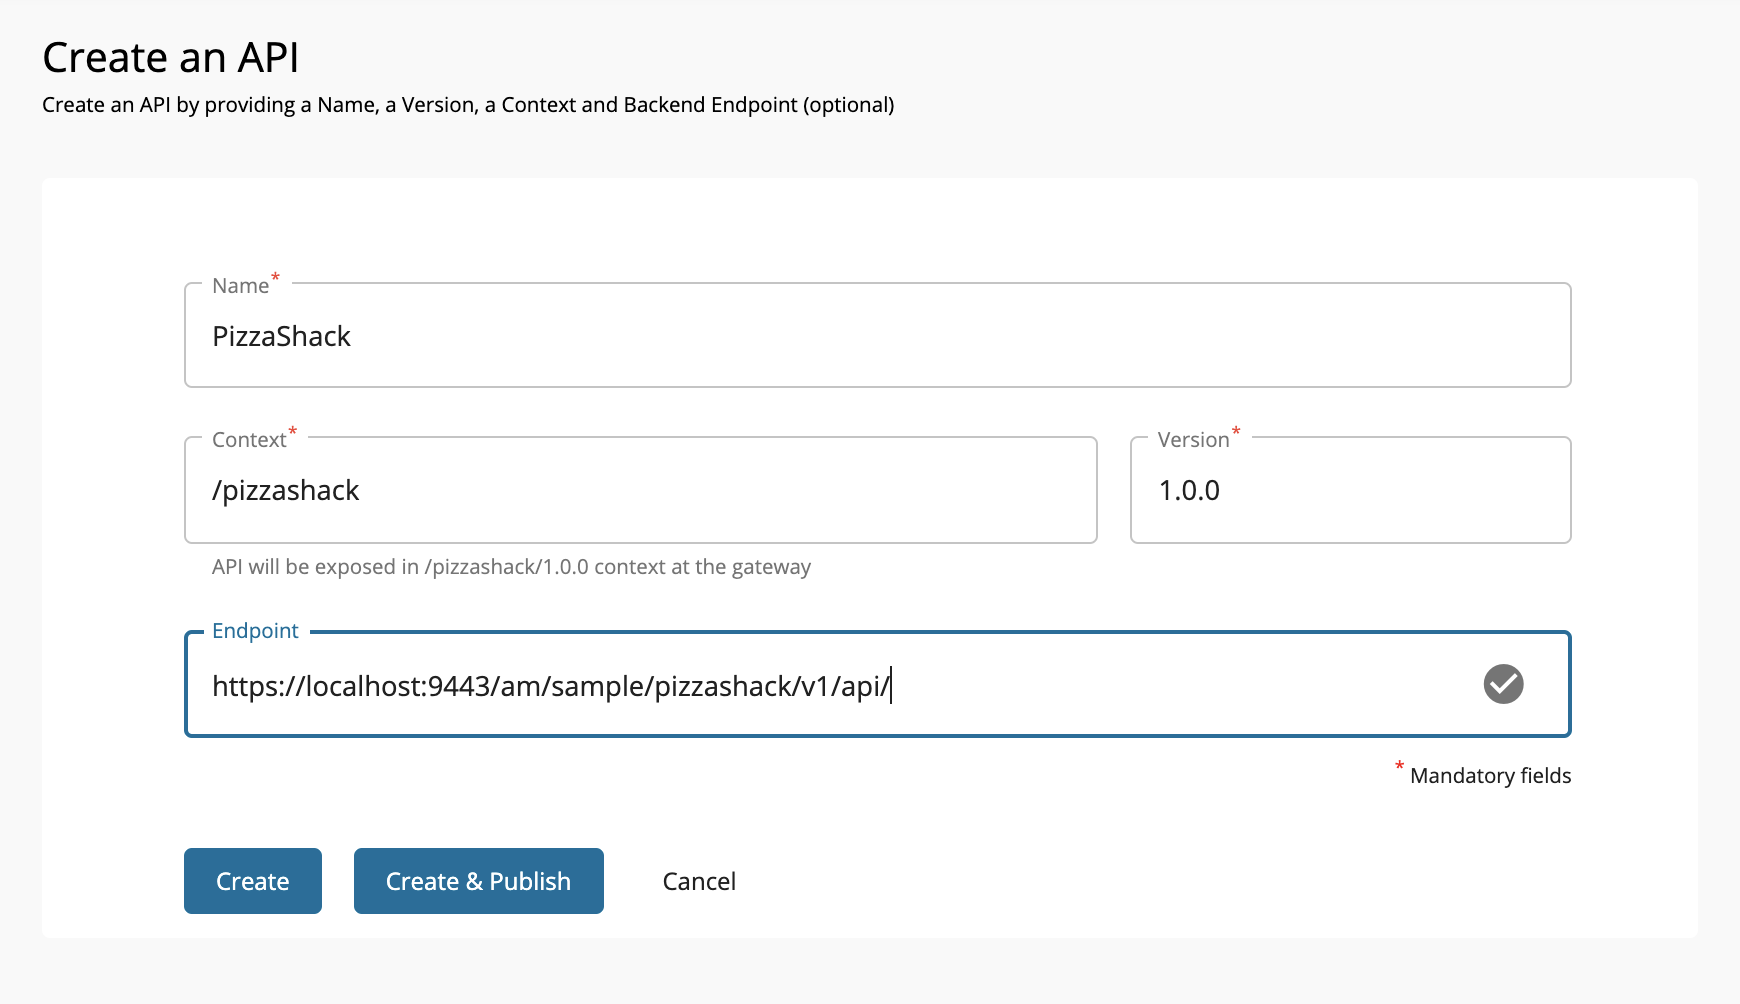 Create an API
Create an API by providing a Name, a Version, a Context and Backend Endpoint (optional)
Name*
PizzaShack
Context*
Version*
/pizzashack
1.0.0
API will be exposed in /pizzashack/1.0.0 context at the gateway
Endpoint
https://localhost:9443/am/sample/pizzashack/v1/api/
* Mandatory fields
Create
Create & Publish
Cancel